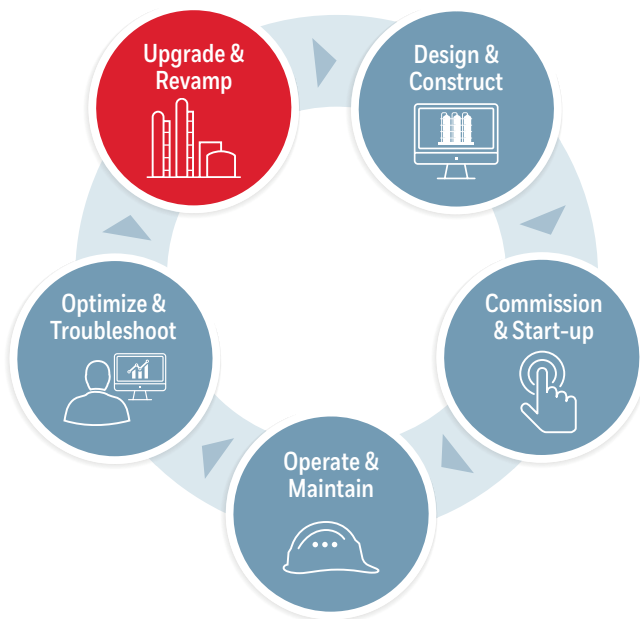 Upgrade &
Revamp
Design &
Construct
Optimize &
Troubleshoot
Commission
& Start-up
Operate &
Maintain